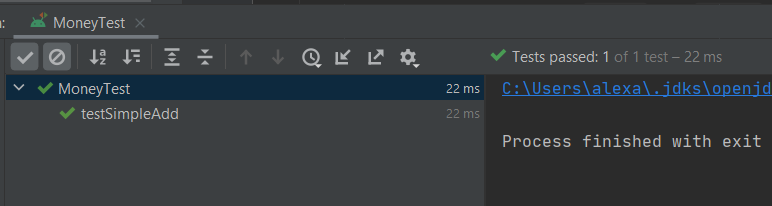 n: MoneyTest
Tests passed: 1 of 1 test – 22 ms
MoneyTest 22 ms
testSimpleAdd 22 ms
C:\Users\alexa\.jdks\openjd
Process finished with exit